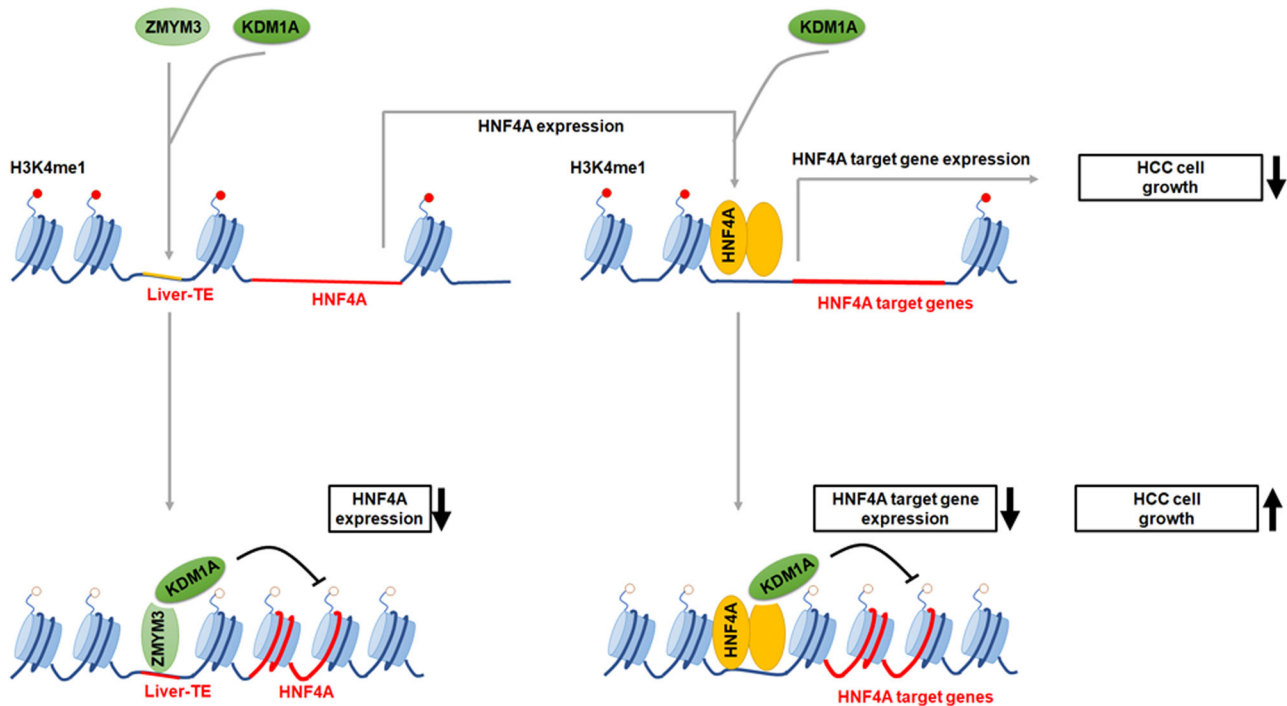 ZMYM3
KDM1A
KDM1A
HNF4A expression
H3K4me1
H3K4me1
HNF4A target gene expression
HCC cell
growth
HNF4A
Liver-TE
HNF4A
HNF4A target genes
HNF4A
expression
HNF4A target gene
expression
HCC cell
growth
KDM1A
ZMYM3
KDM1A
HNF4A
Liver-TE
HNF4A
HNF4A target genes